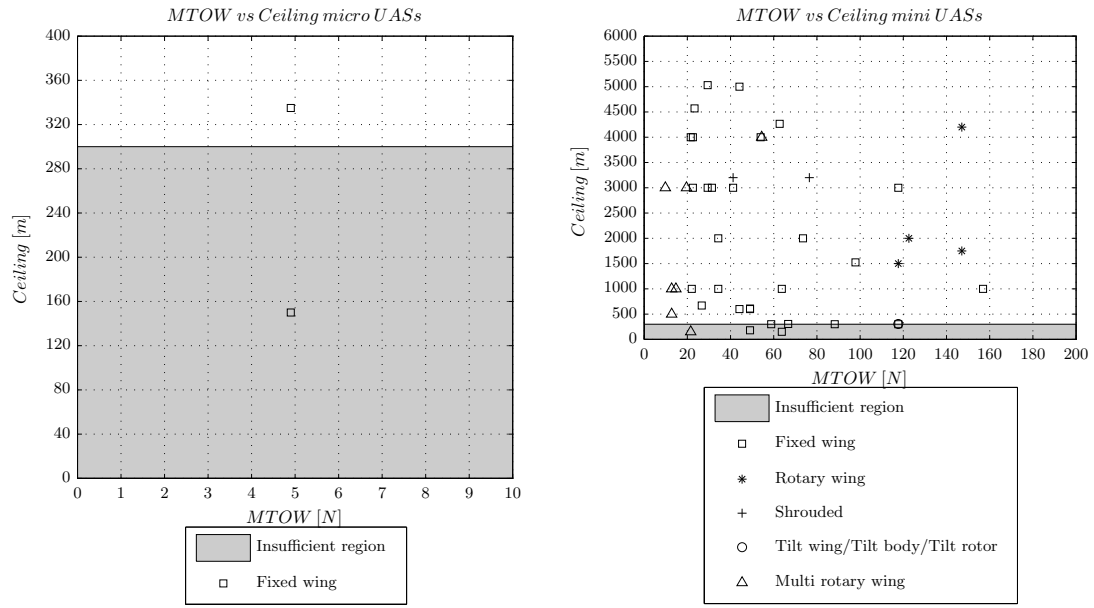 MTOW vs Ceiling micro UASs
400
360
320
280
240
200
160
120
80
40
0
Ceiling [m]
0 1 2 3 4 5 6 7 8 9 10
MTOW [N]
Insufficient region
Fixed wing
MTOW vs Ceiling mini UASs
6000
5500
5000
4500
4000
3500
3000
2500
2000
1500
1000
500
0
Ceiling [m]
0 20 40 60 80 100 120 140 160 180 200
MTOW [N]
Insufficient region
Fixed wing
Rotary wing
Shrouded
Tilt wing/Tilt body/Tilt rotor
Multi rotary wing